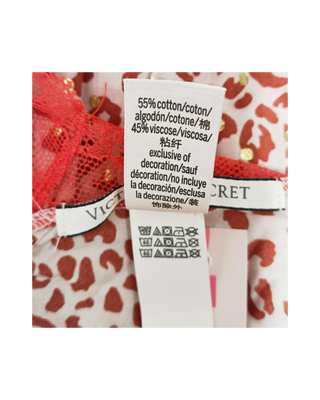 55% cotton/coton/
algodón/cotone/棉
45% viscose/viscosa/
粘纤
exclusive of
decoration/sauf
décoration/no incluye
la decoración/esclusa
la decorazione/装
饰除外
VICT CRET